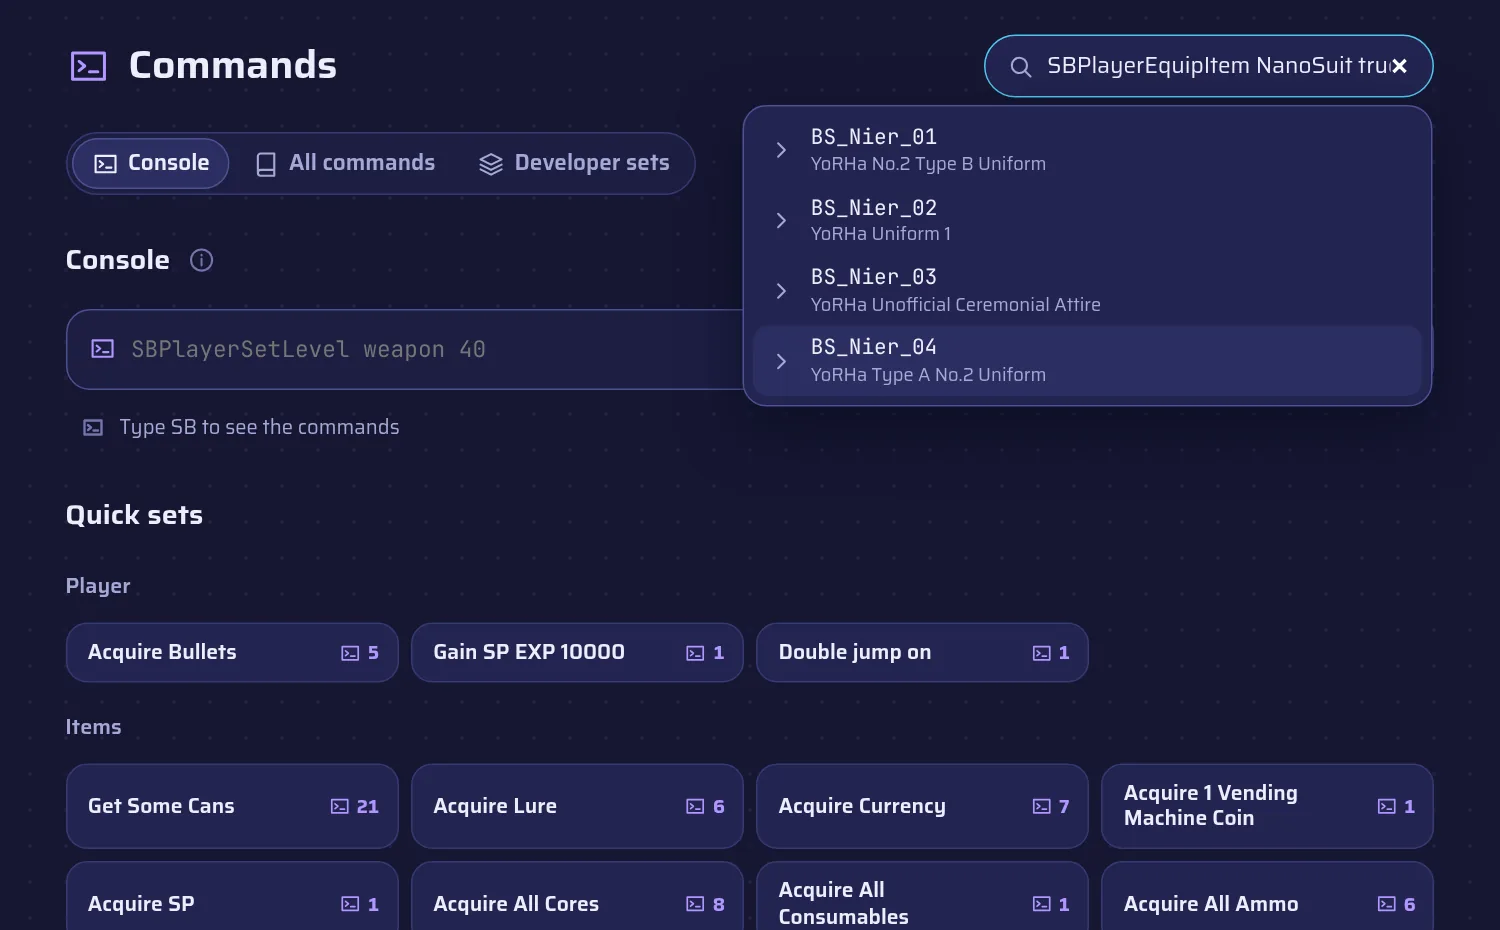 Commands
SBPlayerEquipItem NanoSuit tru
Console
All commands
Developer sets
BS_Nier_01
YoRHa No.2 Type B Uniform
BS_Nier_02
YoRHa Uniform 1
BS_Nier_03
YoRHa Unofficial Ceremonial Attire
BS_Nier_04
YoRHa Type A No.2 Uniform
Console
SBPlayerSetLevel weapon 40
Type SB to see the commands
Quick sets
Player
Acquire Bullets 5
Gain SP EXP 10000 1
Double jump on 1
Items
Get Some Cans 21
Acquire Lure 6
Acquire Currency 7
Acquire 1 Vending
Machine Coin 1
Acquire SP 1
Acquire All Cores 8
Acquire All
Consumables 1
Acquire All Ammo 6